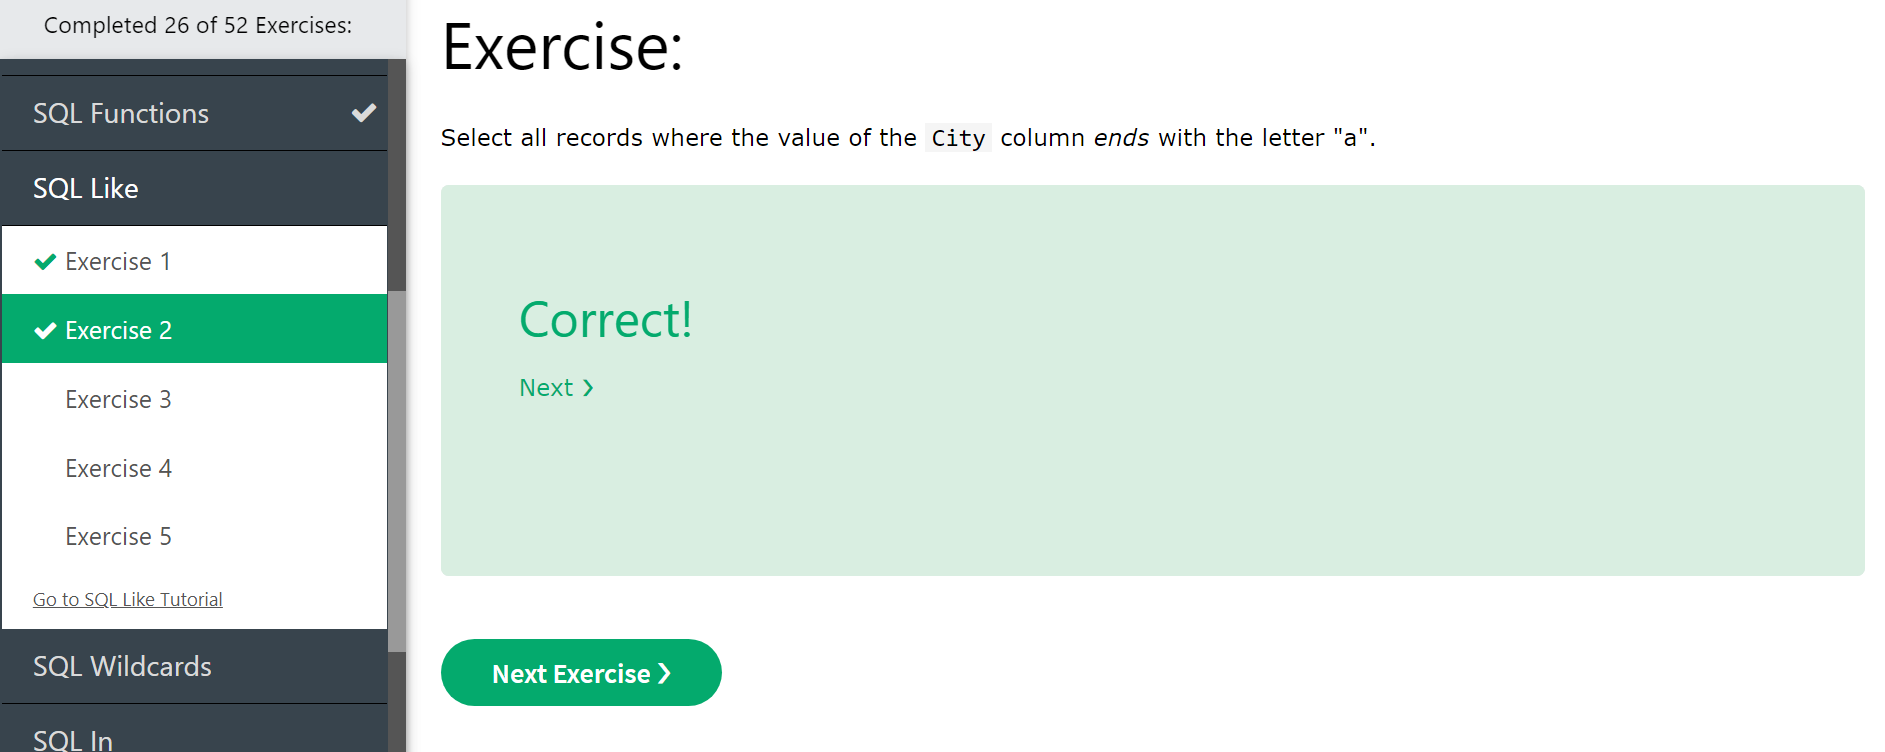 Completed 26 of 52 Exercises:
SQL Functions
SQL Like
Exercise 1
Exercise 2
Exercise 3
Exercise 4
Exercise 5
Go to SQL Like Tutorial
SQL Wildcards
SQL In
Exercise:
Select all records where the value of the City column ends with the letter "a".
Correct!
Next ❯
Next Exercise ❯